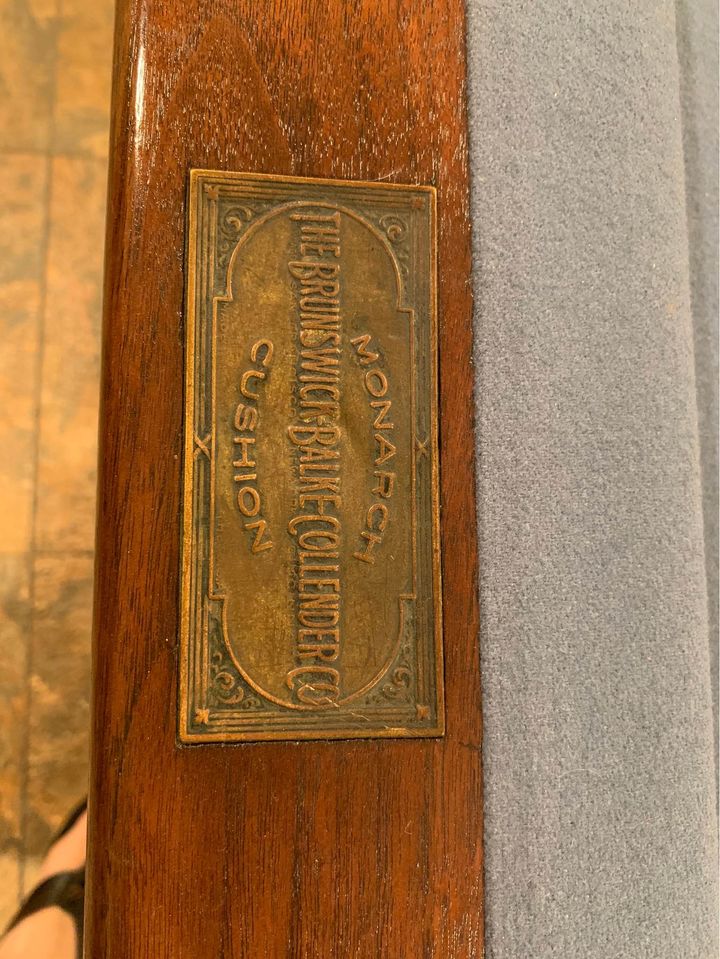 MONARCH
THE BRUNSWICK-BALKE-COLLENDER CO
CUSHION